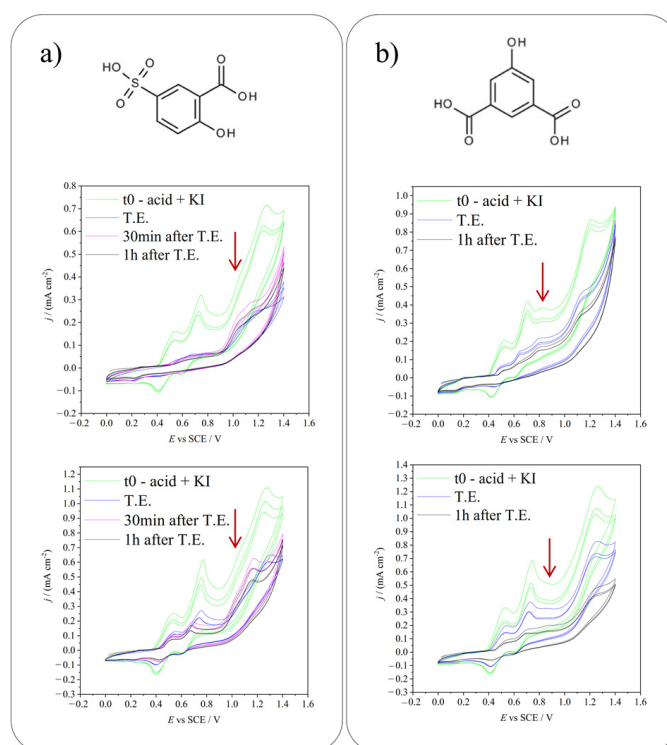 a)
HO
O
S
O
O
OH
OH
t0 - acid + KI
T.E.
30min after T.E.
1h after T.E.
0.8
0.7
0.6
0.5
0.4
0.3
0.2
0.1
0.0
−0.1
−0.2
j / (mA cm-2)
−0.2 0.0 0.2 0.4 0.6 0.8 1.0 1.2 1.4 1.6
E vs SCE / V
t0 - acid + KI
T.E.
30min after T.E.
1h after T.E.
1.2
1.1
1.0
0.9
0.8
0.7
0.6
0.5
0.4
0.3
0.2
0.1
0.0
−0.1
−0.2
−0.3
j / (mA cm-2)
−0.2 0.0 0.2 0.4 0.6 0.8 1.0 1.2 1.4 1.6
E vs SCE / V
b)
OH
HO
O
O
OH
t0 - acid + KI
T.E.
1h after T.E.
1.0
0.9
0.8
0.7
0.6
0.5
0.4
0.3
0.2
0.1
0.0
−0.1
−0.2
j / (mA cm-2)
−0.2 0.0 0.2 0.4 0.6 0.8 1.0 1.2 1.4 1.6
E vs SCE / V
t0 - acid + KI
T.E.
1h after T.E.
1.4
1.3
1.2
1.1
1.0
0.9
0.8
0.7
0.6
0.5
0.4
0.3
0.2
0.1
0.0
−0.1
−0.2
−0.3
j / (mA cm-2)
−0.2 0.0 0.2 0.4 0.6 0.8 1.0 1.2 1.4 1.6
E vs SCE / V